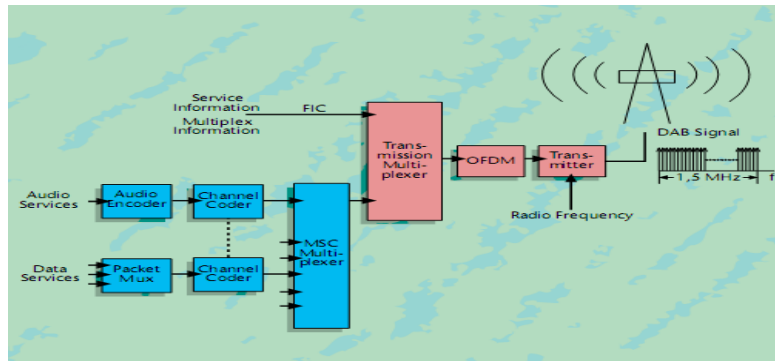 Service
Information
Multiplex
Information
FIC
Trans-
mission
Multi-
plexer
OFDM
Trans-
mitter
DAB Signal
1,5 MHz
f
Radio Frequency
Audio
Services
Audio
Encoder
Channel
Coder
MSC
Multi-
plexer
Data
Services
Packet
Mux
Channel
Coder